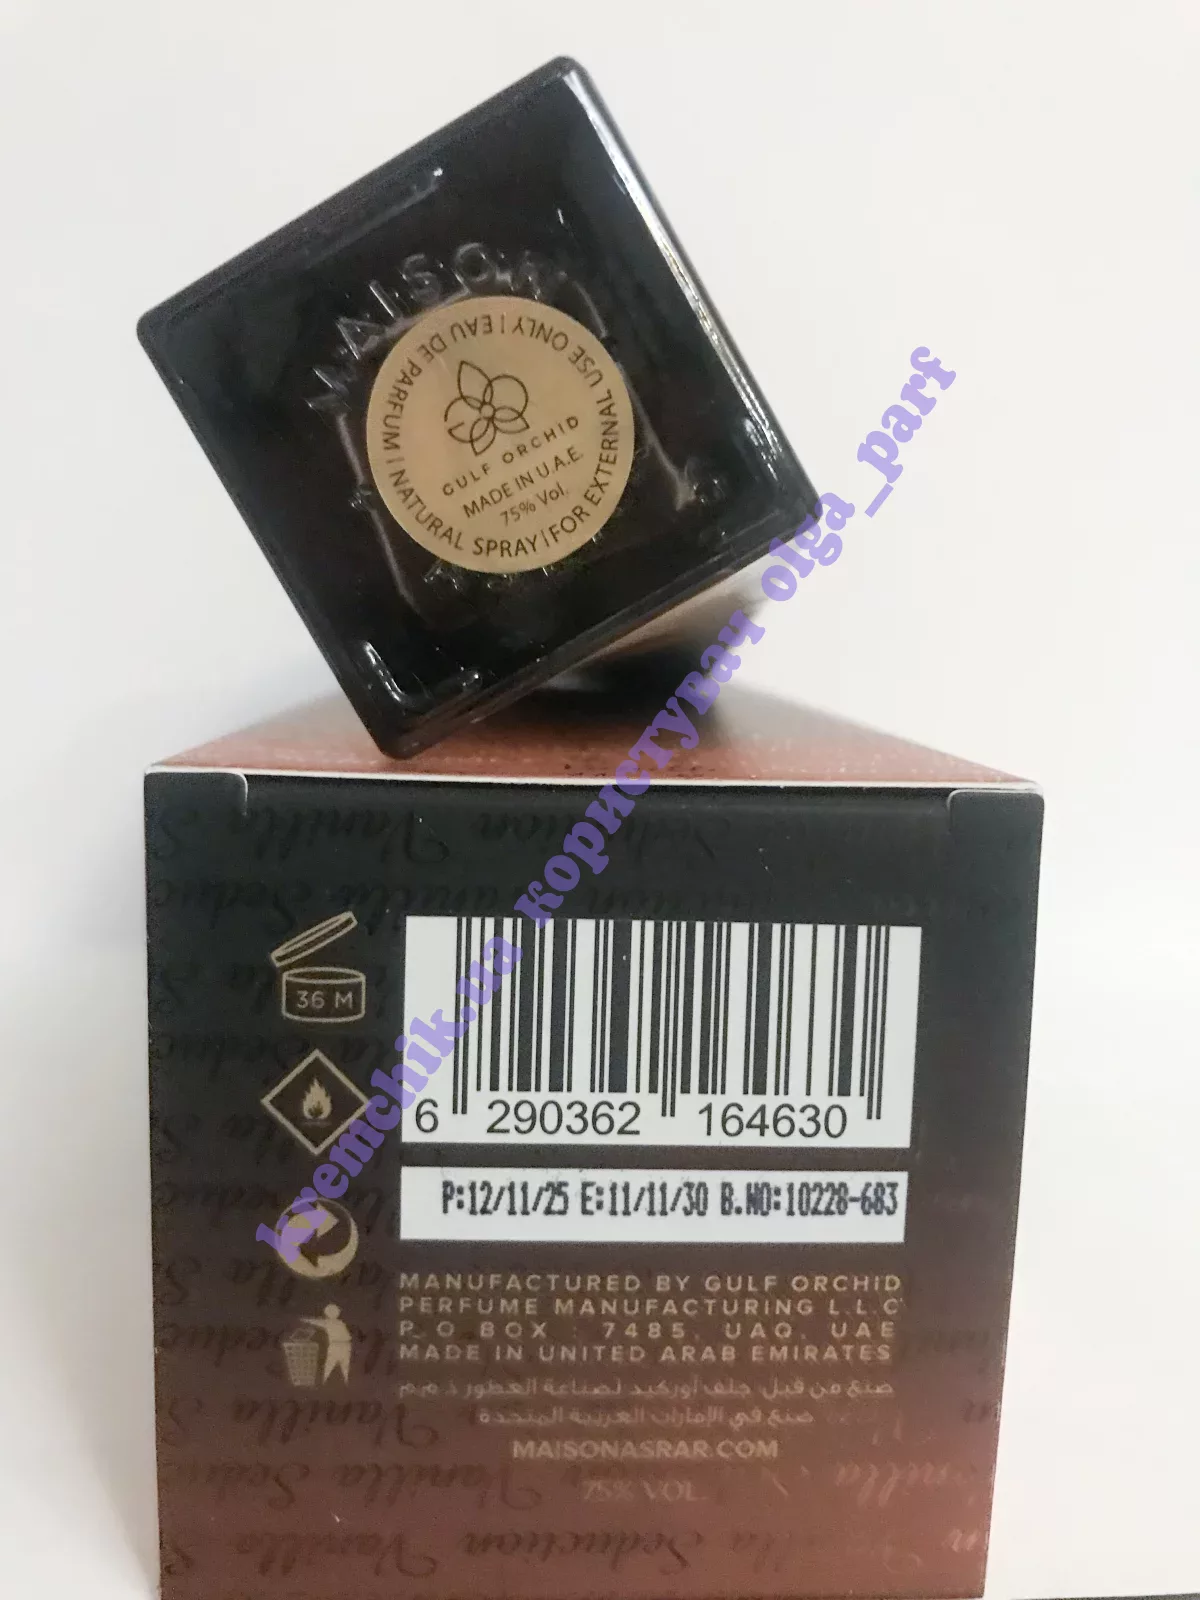 MAISON
EAU DE PARFUM | NATURAL SPRAY | FOR EXTERNAL USE ONLY |
GULF ORCHID
MADE IN U.A.E.
75% Vol.
kremchik.ua користувач olga_parf
Vanilla Seduction
36 M
6 290362 164630
P:12/11/25 E:11/11/30 B.NO:10228-683
MANUFACTURED BY GULF ORCHID
PERFUME MANUFACTURING L.L.C
P.O BOX : 7485, UAQ, UAE
MADE IN UNITED ARAB EMIRATES
صنع من قبل جلف أوركيد لصناعة العطور ذ.م.م
صنع في الإمارات العربية المتحدة
MAISONASRAR.COM
75% VOL.